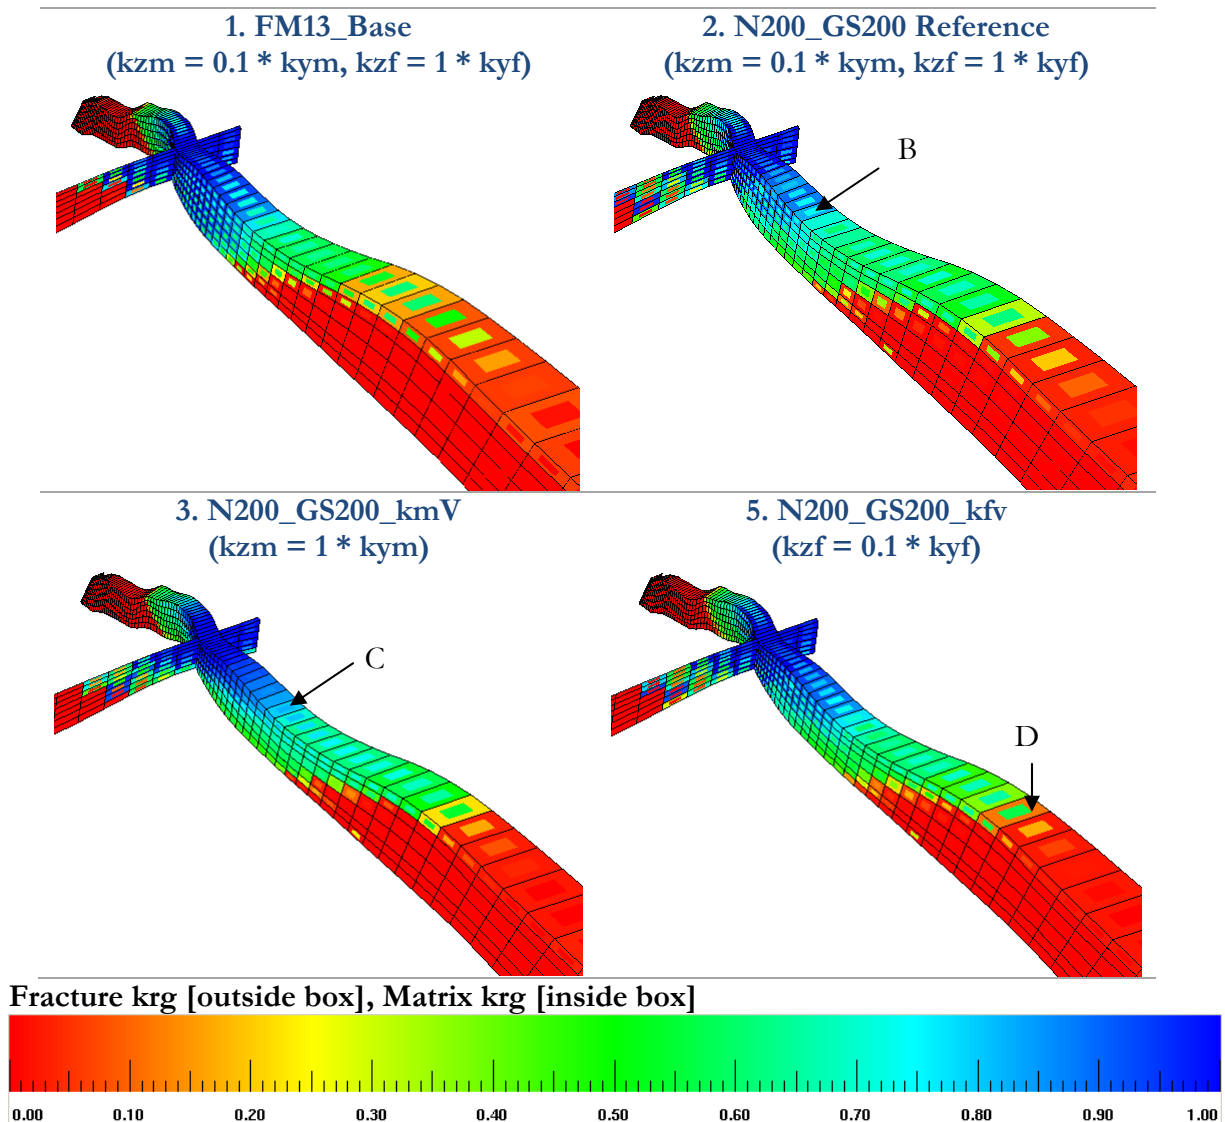 1. FM13_Base
(kzm = 0.1 * kym, kzf = 1 * kyf)
2. N200_GS200 Reference
(kzm = 0.1 * kym, kzf = 1 * kyf)
B
3. N200_GS200_kmV
(kzm = 1 * kym)
5. N200_GS200_kfv
(kzf = 0.1 * kyf)
C
D
Fracture krg [outside box], Matrix krg [inside box]
0.00 0.10 0.20 0.30 0.40 0.50 0.60 0.70 0.80 0.90 1.00